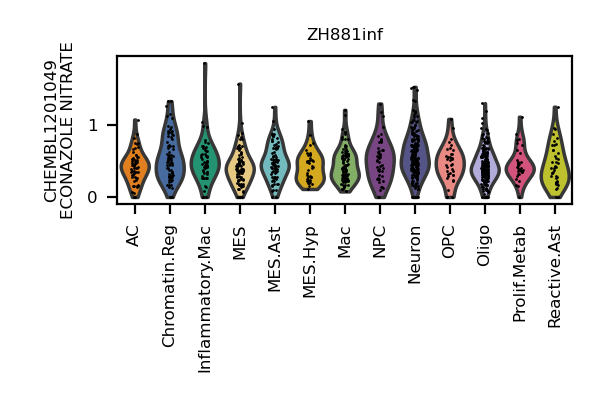 ZH881inf
CHEMBL1201049
ECONAZOLE NITRATE
1
0
AC
Chromatin.Reg
Inflammatory.Mac
MES
MES.Ast
MES.Hyp
Mac
NPC
Neuron
OPC
Oligo
Prolif.Metab
Reactive.Ast